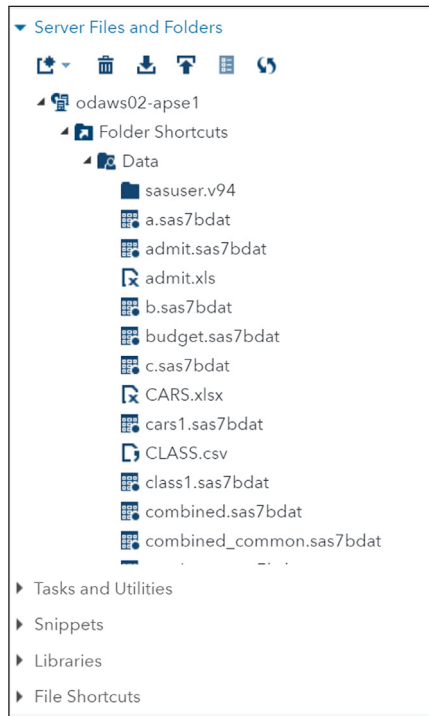 Server Files and Folders
odaws02-apse1
Folder Shortcuts
Data
sasuser.v94
a.sas7bdat
admit.sas7bdat
admit.xls
b.sas7bdat
budget.sas7bdat
c.sas7bdat
CARS.xlsx
cars1.sas7bdat
CLASS.csv
class1.sas7bdat
combined.sas7bdat
combined_common.sas7bdat
Tasks and Utilities
Snippets
Libraries
File Shortcuts